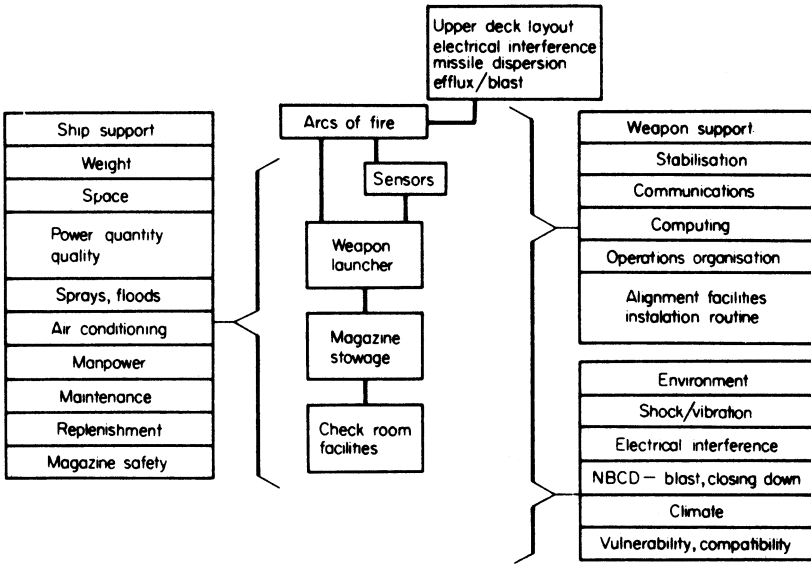 Upper deck layout
electrical interference
missile dispersion
efflux/blast
Arcs of fire
Sensors
Weapon
launcher
Magazine
stowage
Check room
facilities
Ship support
Weight
Space
Power quantity
quality
Sprays, floods
Air conditioning
Manpower
Maintenance
Replenishment
Magazine safety
Weapon support
Stabilisation
Communications
Computing
Operations organisation
Alignment facilities
instalation routine
Environment
Shock/vibration
Electrical interference
NBCD — blast, closing down
Climate
Vulnerability, compatibility